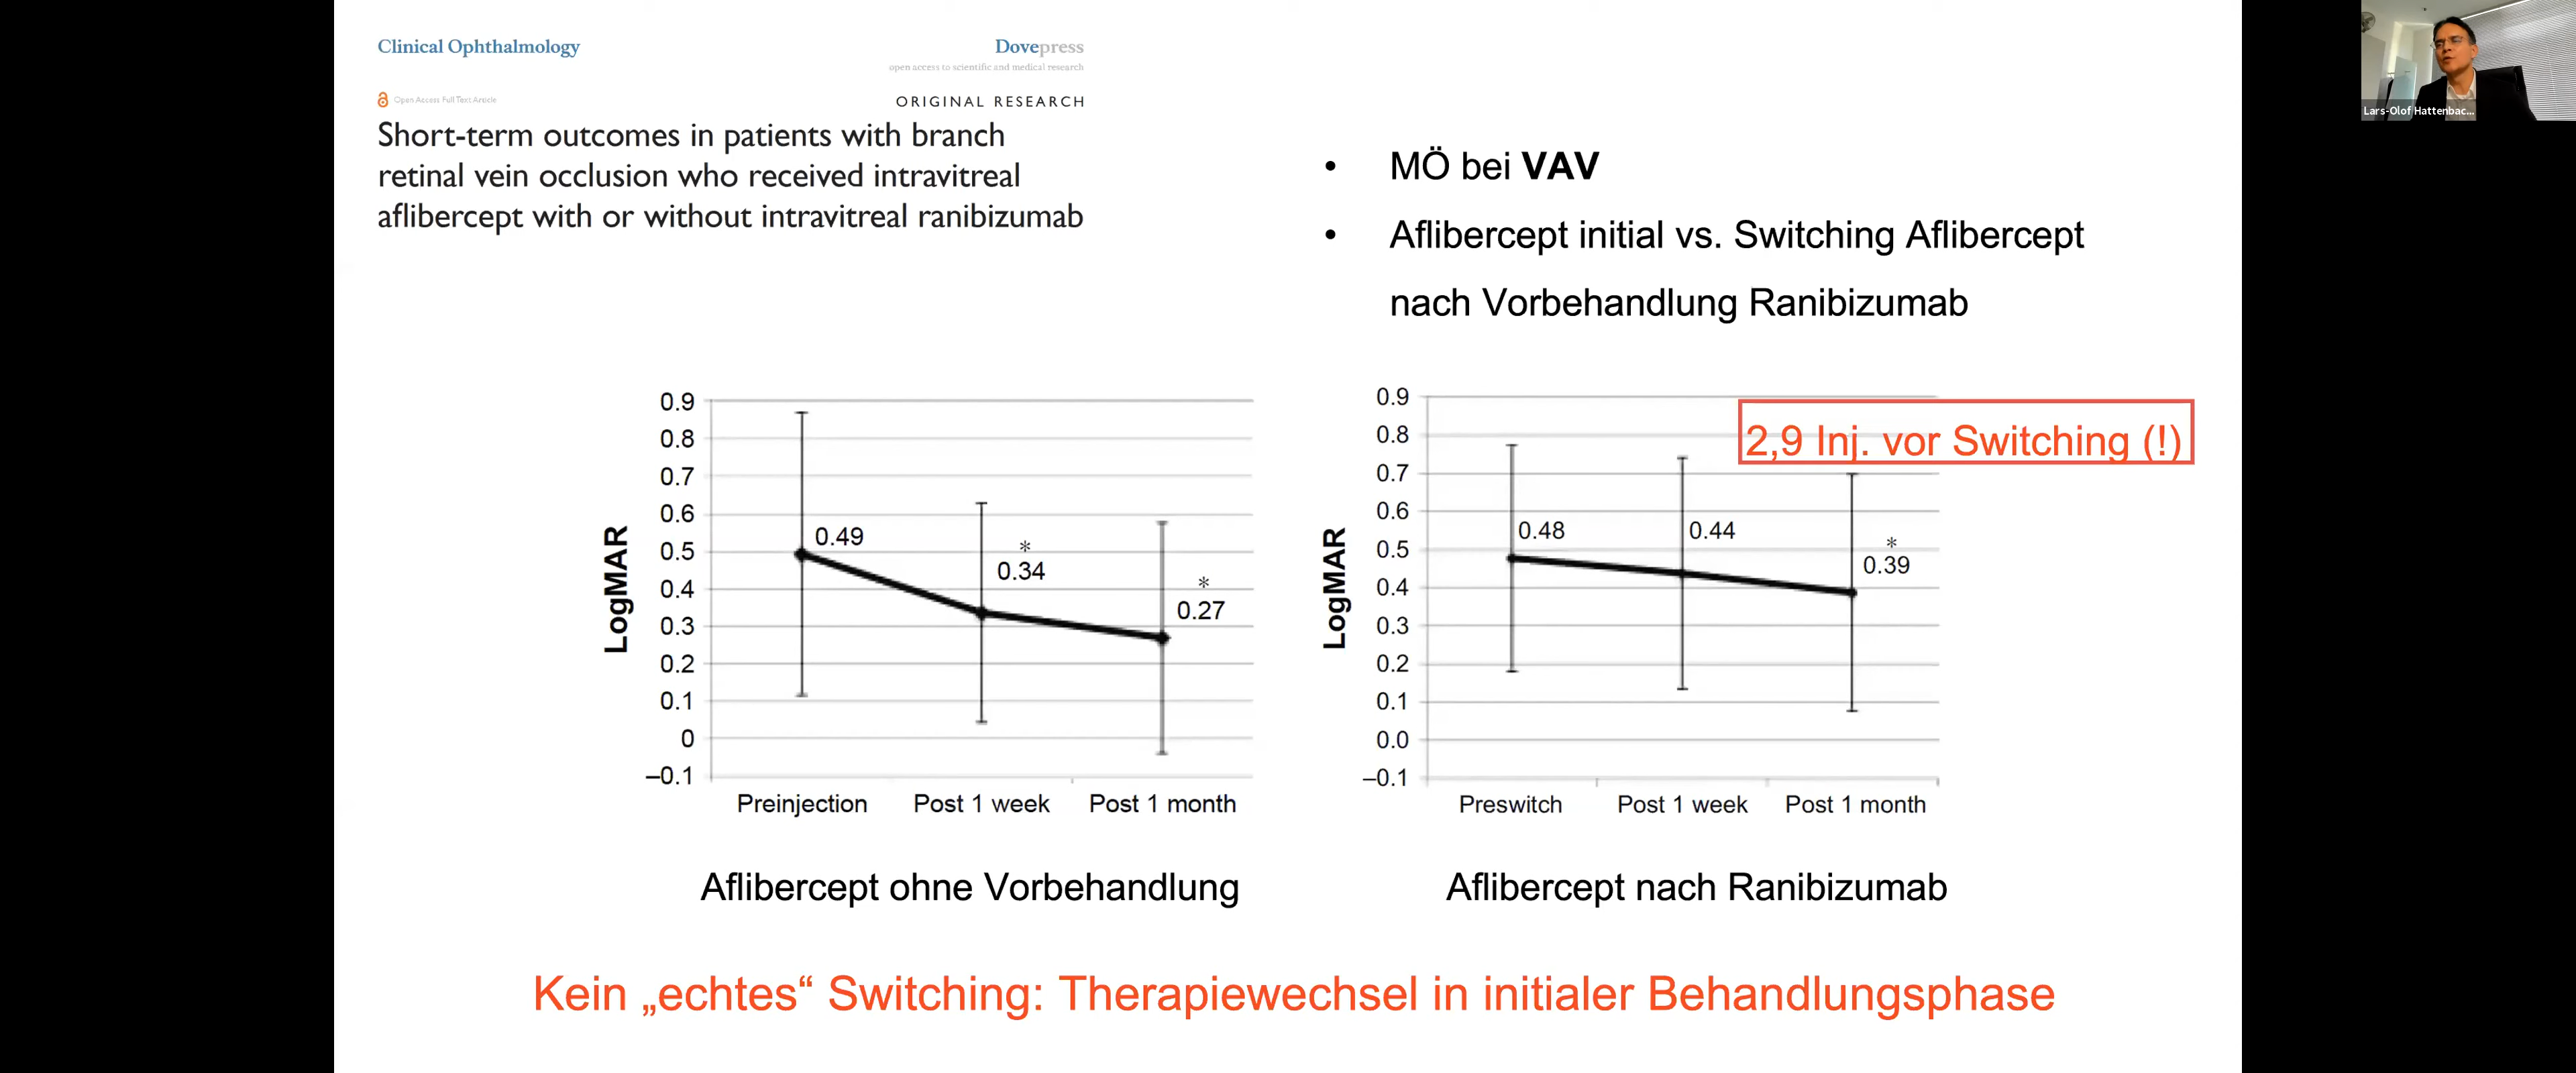 Clinical Ophthalmology
Dovepress
open access to scientific and medical research
Open Access Full Text Article
ORIGINAL RESEARCH
Short-term outcomes in patients with branch
retinal vein occlusion who received intravitreal
aflibercept with or without intravitreal ranibizumab
Lars-Olof Hattenbac...
• MÖ bei VAV
• Aflibercept initial vs. Switching Aflibercept
nach Vorbehandlung Ranibizumab
LogMAR
0.9
0.8
0.7
0.6
0.5
0.4
0.3
0.2
0.1
0
–0.1
0.49
*
0.34
*
0.27
Preinjection Post 1 week Post 1 month
Aflibercept ohne Vorbehandlung
2,9 Inj. vor Switching (!)
LogMAR
0.9
0.8
0.7
0.6
0.5
0.4
0.3
0.2
0.1
0.0
–0.1
0.48
0.44
*
0.39
Preswitch Post 1 week Post 1 month
Aflibercept nach Ranibizumab
Kein „echtes“ Switching: Therapiewechsel in initialer Behandlungsphase